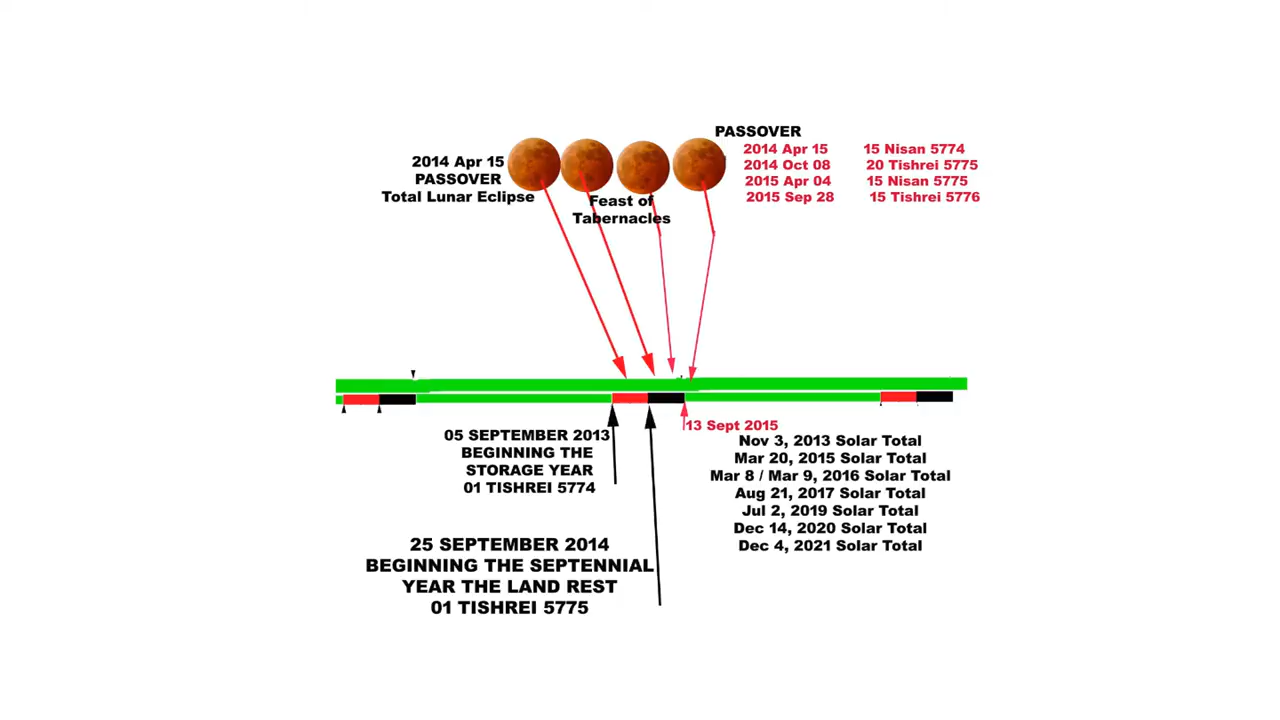 PASSOVER
2014 Apr 15 15 Nisan 5774
2014 Oct 08 20 Tishrei 5775
2015 Apr 04 15 Nisan 5775
2015 Sep 28 15 Tishrei 5776
2014 Apr 15
PASSOVER
Total Lunar Eclipse
Feast of
Tabernacles
13 Sept 2015
05 SEPTEMBER 2013
BEGINNING THE
STORAGE YEAR
01 TISHREI 5774
Nov 3, 2013 Solar Total
Mar 20, 2015 Solar Total
Mar 8 / Mar 9, 2016 Solar Total
Aug 21, 2017 Solar Total
Jul 2, 2019 Solar Total
Dec 14, 2020 Solar Total
Dec 4, 2021 Solar Total
25 SEPTEMBER 2014
BEGINNING THE SEPTENNIAL
YEAR THE LAND REST
01 TISHREI 5775